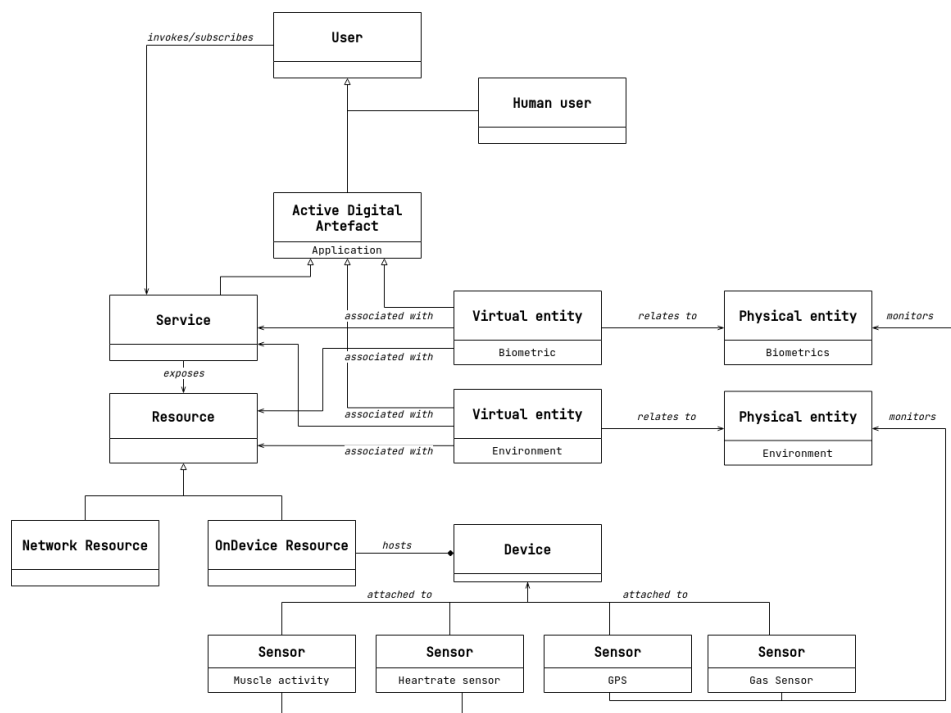 User
invokes/subscribes
Human user
Active Digital
Artefact
Application
Service
associated with
Virtual entity
Biometric
relates to
Physical entity
Biometrics
monitors
associated with
exposes
Resource
associated with
Virtual entity
Environment
relates to
Physical entity
Environment
monitors
associated with
Network Resource
OnDevice Resource
hosts
Device
attached to
attached to
Sensor
Muscle activity
Sensor
Heartrate sensor
Sensor
GPS
Sensor
Gas Sensor